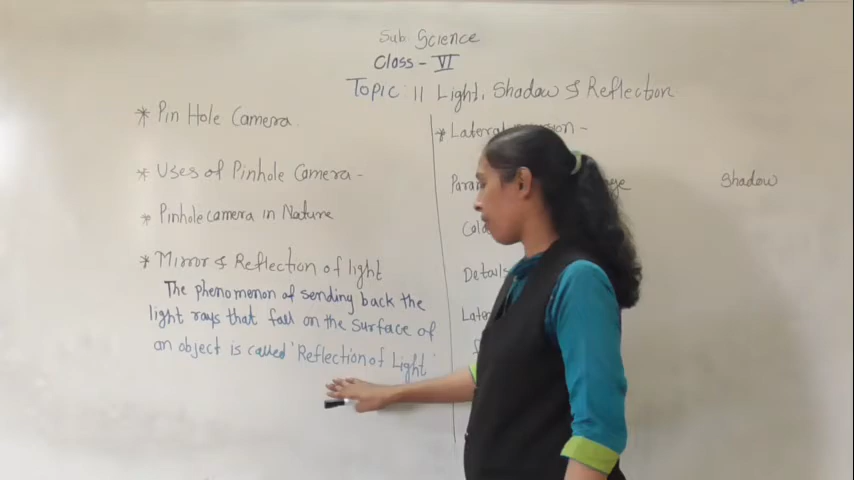 Sub: Science
Class - VI
Topic: 11 Light, Shadow & Reflection
* Pin Hole Camera.
* Uses of Pinhole Camera -
* Pinhole camera in Nature
* Mirror & Reflection of light
The phenomenon of sending back the
light rays that fall on the surface of
an object is called 'Reflection of Light'
* Lateral
Shadow
Details